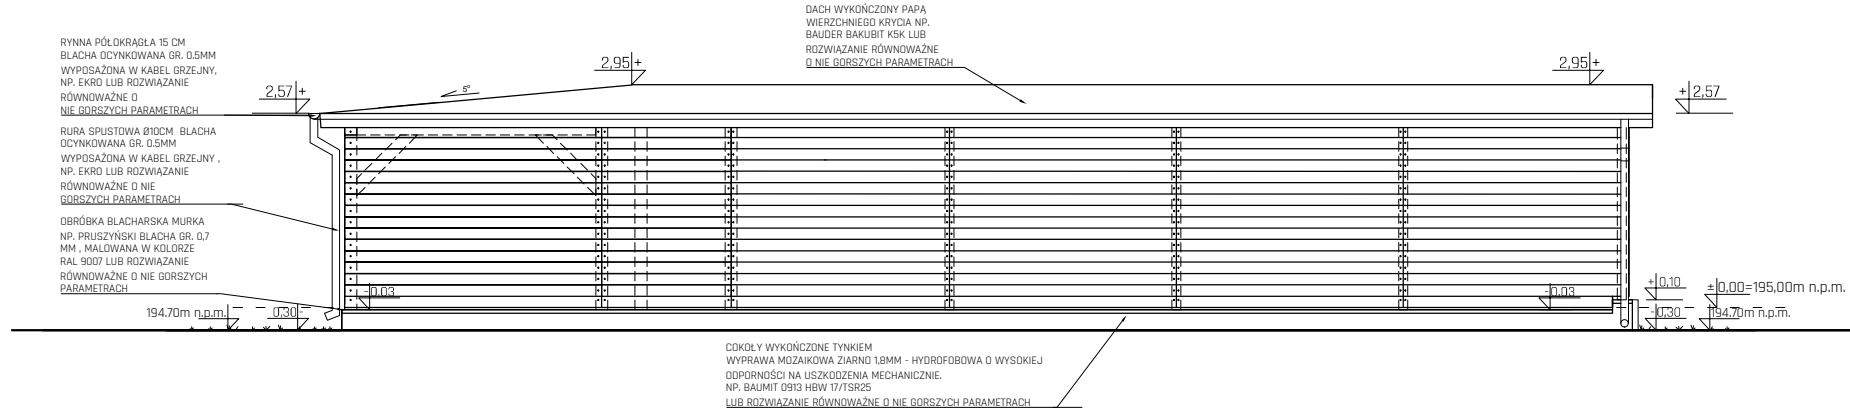 RYNNA PÓŁOKRĄGŁA 15 CM
BLACHA OCYNKOWANA GR. 0.5MM
WYPOSAŻONA W KABEL GRZEJNY,
NP. EKRO LUB ROZWIĄZANIE
RÓWNOWAŻNE O
NIE GORSZYCH PARAMETRACH
RURA SPUSTOWA Ø10CM BLACHA
OCYNKOWANA GR. 0.5MM
WYPOSAŻONA W KABEL GRZEJNY ,
NP. EKRO LUB ROZWIĄZANIE
RÓWNOWAŻNE O NIE
GORSZYCH PARAMETRACH
OBRÓBKA BLACHARSKA MURKA
NP. PRUSZYŃSKI BLACHA GR. 0,7
MM , MALOWANA W KOLORZE
RAL 9007 LUB ROZWIĄZANIE
RÓWNOWAŻNE O NIE GORSZYCH
PARAMETRACH
DACH WYKOŃCZONY PAPĄ
WIERZCHNIEGO KRYCIA NP.
BAUDER BAKUBIT K5K LUB
ROZWIĄZANIE RÓWNOWAŻNE
O NIE GORSZYCH PARAMETRACH
2,57 +
5°
2,95 +
2,95 +
+ 2,57
-0.03
-0.03
+0,10
±0,00=195,00m n.p.m.
194.70m n.p.m.
0,30-
-0,30
194.70m n.p.m.
COKOŁY WYKOŃCZONE TYNKIEM
WYPRAWA MOZAIKOWA ZIARNO 1,8MM - HYDROFOBOWA O WYSOKIEJ
ODPORNOŚCI NA USZKODZENIA MECHANICZNIE.
NP. BAUMIT 0913 HBW 17/TSR25
LUB ROZWIĄZANIE RÓWNOWAŻNE O NIE GORSZYCH PARAMETRACH